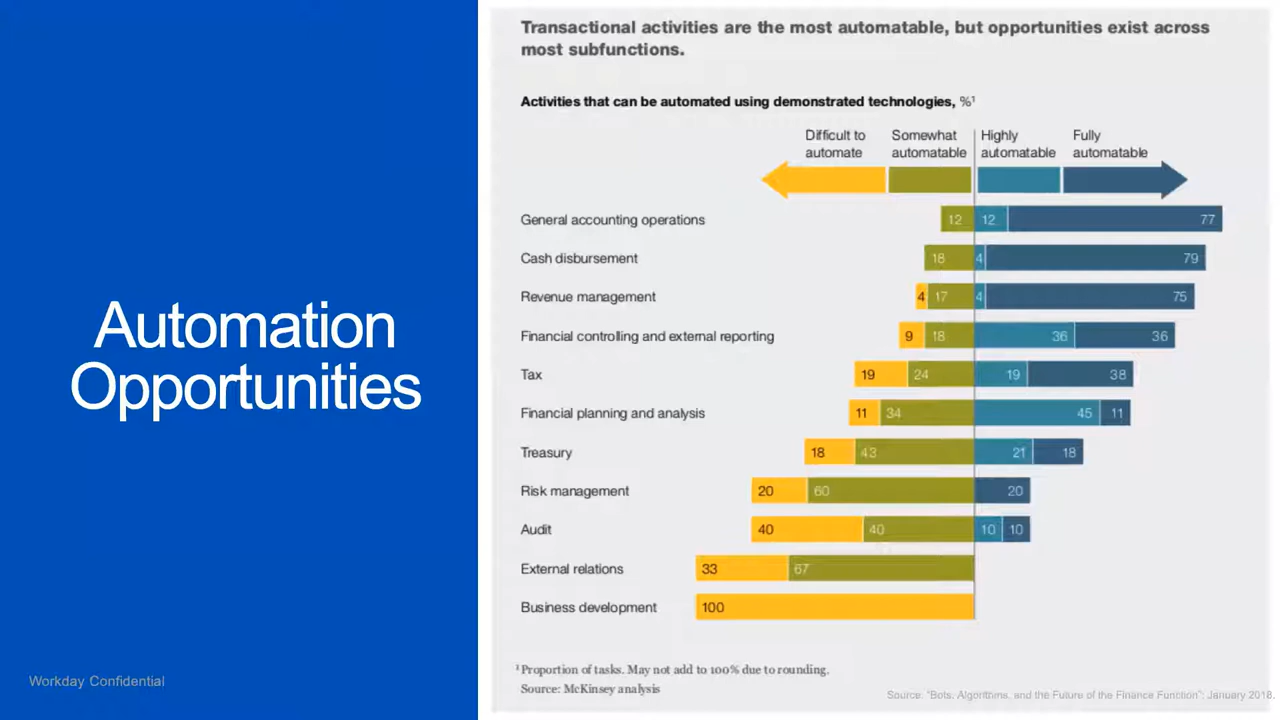 Automation
Opportunities
Workday Confidential
Transactional activities are the most automatable, but opportunities exist across
most subfunctions.
Activities that can be automated using demonstrated technologies, %¹
Difficult to automate
Somewhat automatable
Highly automatable
Fully automatable
General accounting operations 12 12 77
Cash disbursement 18 4 79
Revenue management 4 17 4 75
Financial controlling and external reporting 9 18 36 36
Tax 19 24 19 38
Financial planning and analysis 11 34 45 11
Treasury 18 43 21 18
Risk management 20 60 20
Audit 40 40 10 10
External relations 33 67
Business development 100
¹Proportion of tasks. May not add to 100% due to rounding.
Source: McKinsey analysis
Source: "Bots, Algorithms, and the Future of the Finance Function"; January 2018.